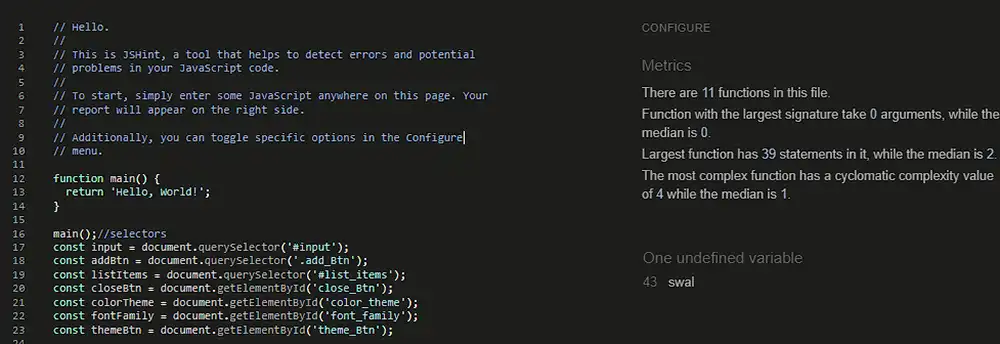 1 // Hello.
2 //
3 // This is JSHint, a tool that helps to detect errors and potential
4 // problems in your JavaScript code.
5 //
6 // To start, simply enter some JavaScript anywhere on this page. Your
7 // report will appear on the right side.
8 //
9 // Additionally, you can toggle specific options in the Configure
10 // menu.
11
12 function main() {
13 return 'Hello, World!';
14 }
15
16 main();//selectors
17 const input = document.querySelector('#input');
18 const addBtn = document.querySelector('.add_Btn');
19 const listItems = document.querySelector('#list_items');
20 const closeBtn = document.getElementById('close_Btn');
21 const colorTheme = document.getElementById('color_theme');
22 const fontFamily = document.getElementById('font_family');
23 const themeBtn = document.getElementById('theme_Btn');
24
CONFIGURE
Metrics
There are 11 functions in this file.
Function with the largest signature take 0 arguments, while the
median is 0.
Largest function has 39 statements in it, while the median is 2.
The most complex function has a cyclomatic complexity value
of 4 while the median is 1.
One undefined variable
43 swal